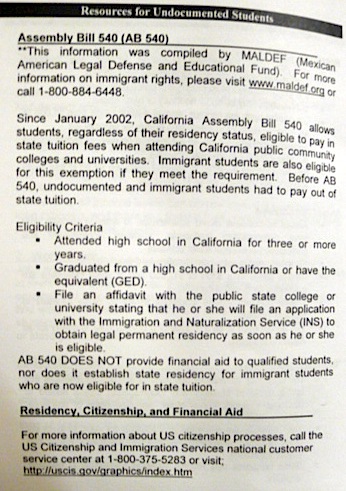 Resources for Undocumented Students
Assembly Bill 540 (AB 540)
**This information was compiled by MALDEF (Mexican
American Legal Defense and Educational Fund). For more
information on immigrant rights, please visit www.maldef.org or
call 1-800-884-6448.
Since January 2002, California Assembly Bill 540 allows
students, regardless of their residency status, eligible to pay in
state tuition fees when attending California public community
colleges and universities. Immigrant students are also eligible
for this exemption if they meet the requirement. Before AB
540, undocumented and immigrant students had to pay out of
state tuition.
Eligibility Criteria
▪ Attended high school in California for three or more
years.
▪ Graduated from a high school in California or have the
equivalent (GED).
▪ File an affidavit with the public state college or
university stating that he or she will file an application
with the Immigration and Naturalization Service (INS) to
obtain legal permanent residency as soon as he or she
is eligible.
AB 540 DOES NOT provide financial aid to qualified students,
nor does it establish state residency for immigrant students
who are now eligible for in state tuition.
Residency, Citizenship, and Financial Aid
For more information about US citizenship processes, call the
US Citizenship and Immigration Services national customer
service center at 1-800-375-5283 or visit;
http://uscis.gov/graphics/index.htm